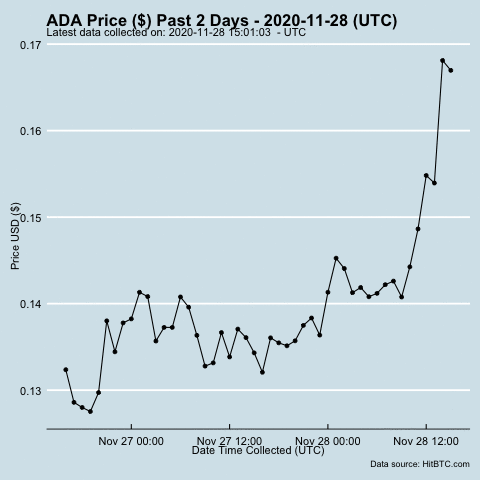 ADA Price ($) Past 2 Days - 2020-11-28 (UTC)
Latest data collected on: 2020-11-28 15:01:03 - UTC
0.17
0.16
0.15
0.14
0.13
Price USD ($)
Nov 27 00:00 Nov 27 12:00 Nov 28 00:00 Nov 28 12:00
Date Time Collected (UTC)
Data source: HitBTC.com